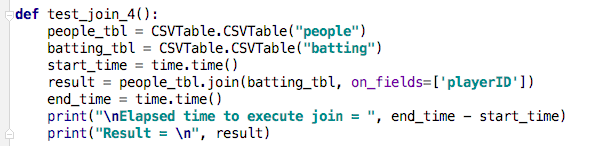 def test_join_4():
    people_tbl = CSVTable.CSVTable("people")
    batting_tbl = CSVTable.CSVTable("batting")
    start_time = time.time()
    result = people_tbl.join(batting_tbl, on_fields=['playerID'])
    end_time = time.time()
    print("\nElapsed time to execute join = ", end_time - start_time)
    print("Result = \n", result)